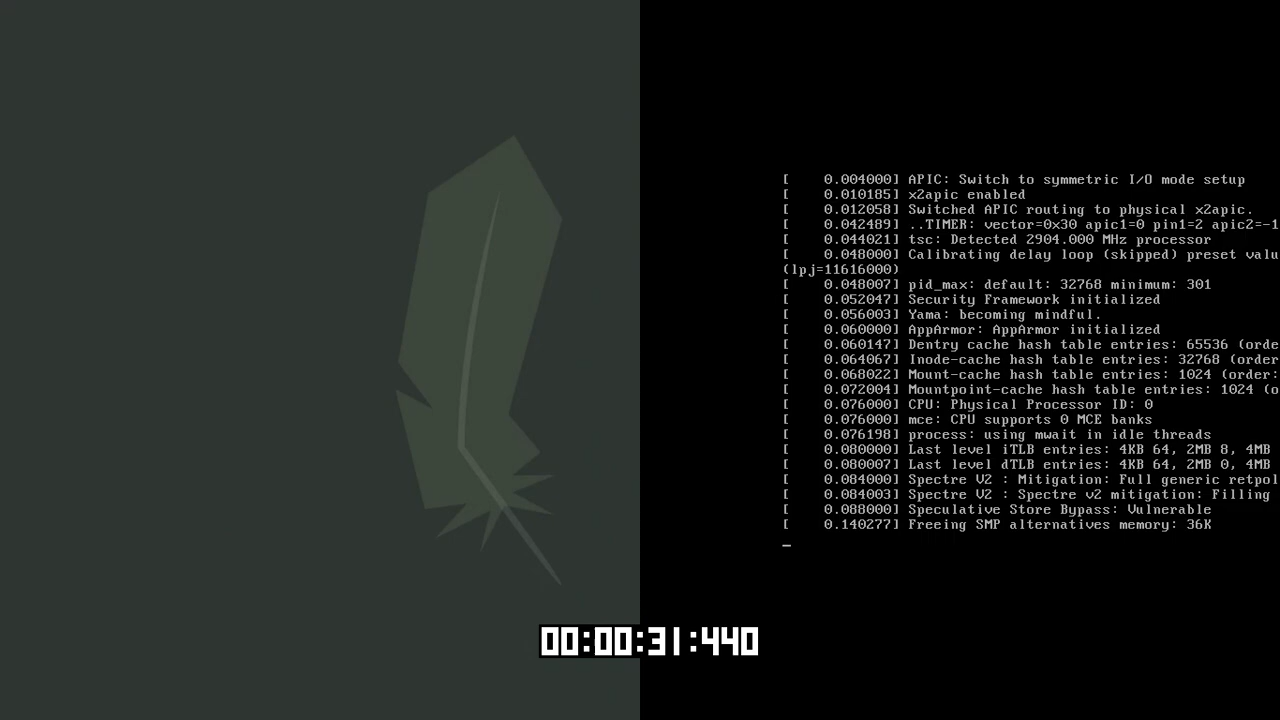 [    0.004000] APIC: Switch to symmetric I/O mode setup
[    0.010185] x2apic enabled
[    0.012058] Switched APIC routing to physical x2apic.
[    0.042489] ..TIMER: vector=0x30 apic1=0 pin1=2 apic2=-1
[    0.044021] tsc: Detected 2904.000 MHz processor
[    0.048000] Calibrating delay loop (skipped) preset valu
(lpj=11616000)
[    0.048007] pid_max: default: 32768 minimum: 301
[    0.052047] Security Framework initialized
[    0.056003] Yama: becoming mindful.
[    0.060000] AppArmor: AppArmor initialized
[    0.060147] Dentry cache hash table entries: 65536 (order
[    0.064067] Inode-cache hash table entries: 32768 (order
[    0.068022] Mount-cache hash table entries: 1024 (order:
[    0.072004] Mountpoint-cache hash table entries: 1024 (o
[    0.076000] CPU: Physical Processor ID: 0
[    0.076000] mce: CPU supports 0 MCE banks
[    0.076198] process: using mwait in idle threads
[    0.080000] Last level iTLB entries: 4KB 64, 2MB 8, 4MB
[    0.080007] Last level dTLB entries: 4KB 64, 2MB 0, 4MB
[    0.084000] Spectre V2 : Mitigation: Full generic retpol
[    0.084003] Spectre V2 : Spectre v2 mitigation: Filling
[    0.088000] Speculative Store Bypass: Vulnerable
[    0.140277] Freeing SMP alternatives memory: 36K
_
00:00:31:440